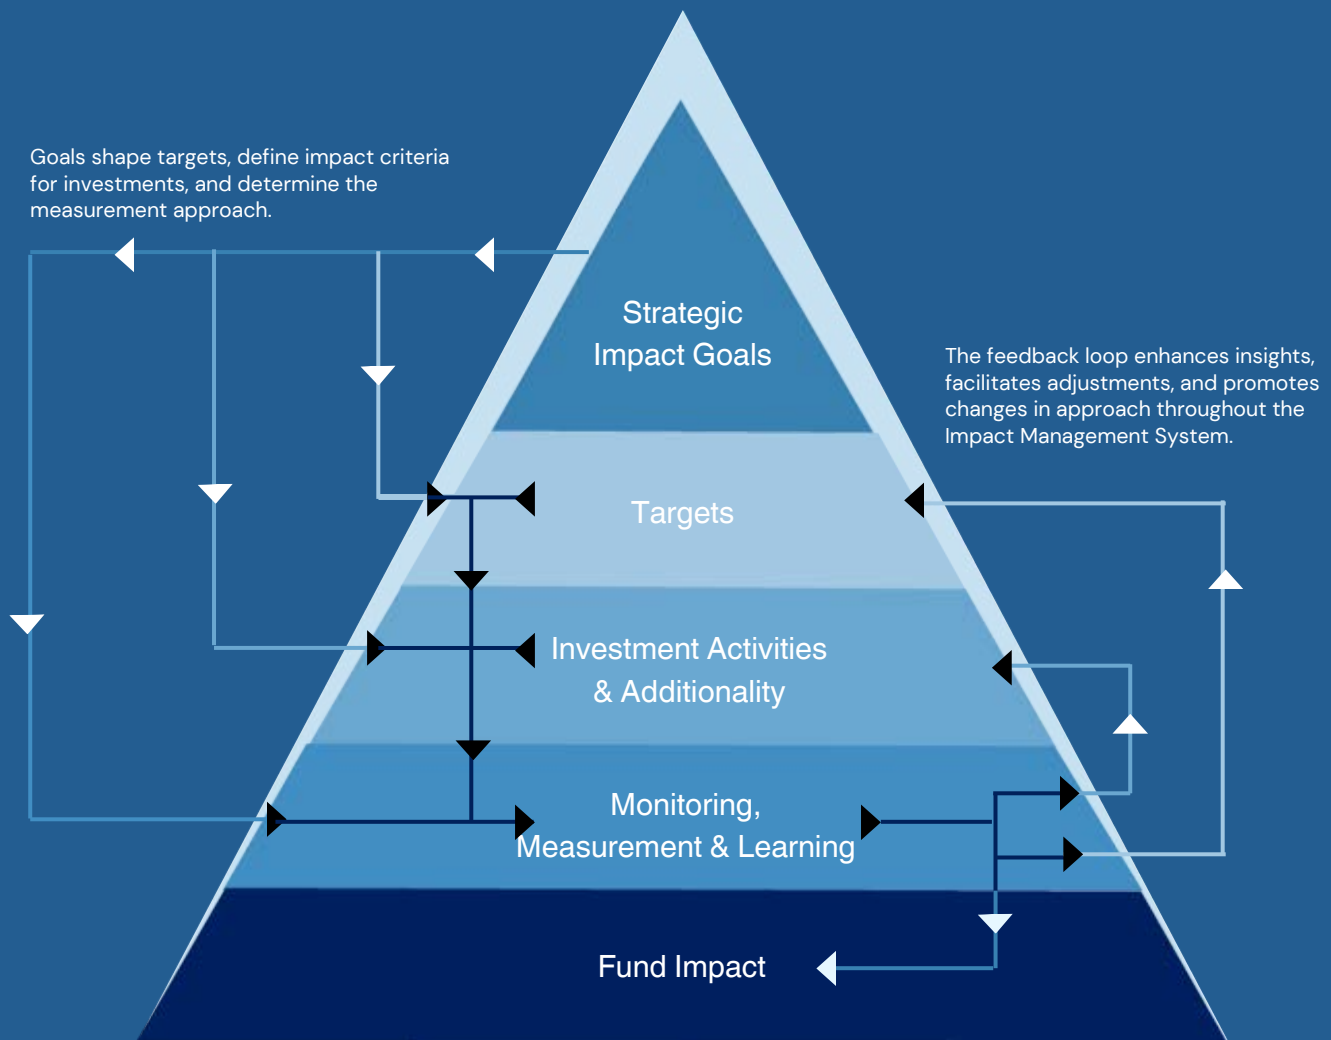 Goals shape targets, define impact criteria
for investments, and determine the
measurement approach.
Strategic
Impact Goals
The feedback loop enhances insights,
facilitates adjustments, and promotes
changes in approach throughout the
Impact Management System.
Targets
Investment Activities
& Additionality
Monitoring,
Measurement & Learning
Fund Impact